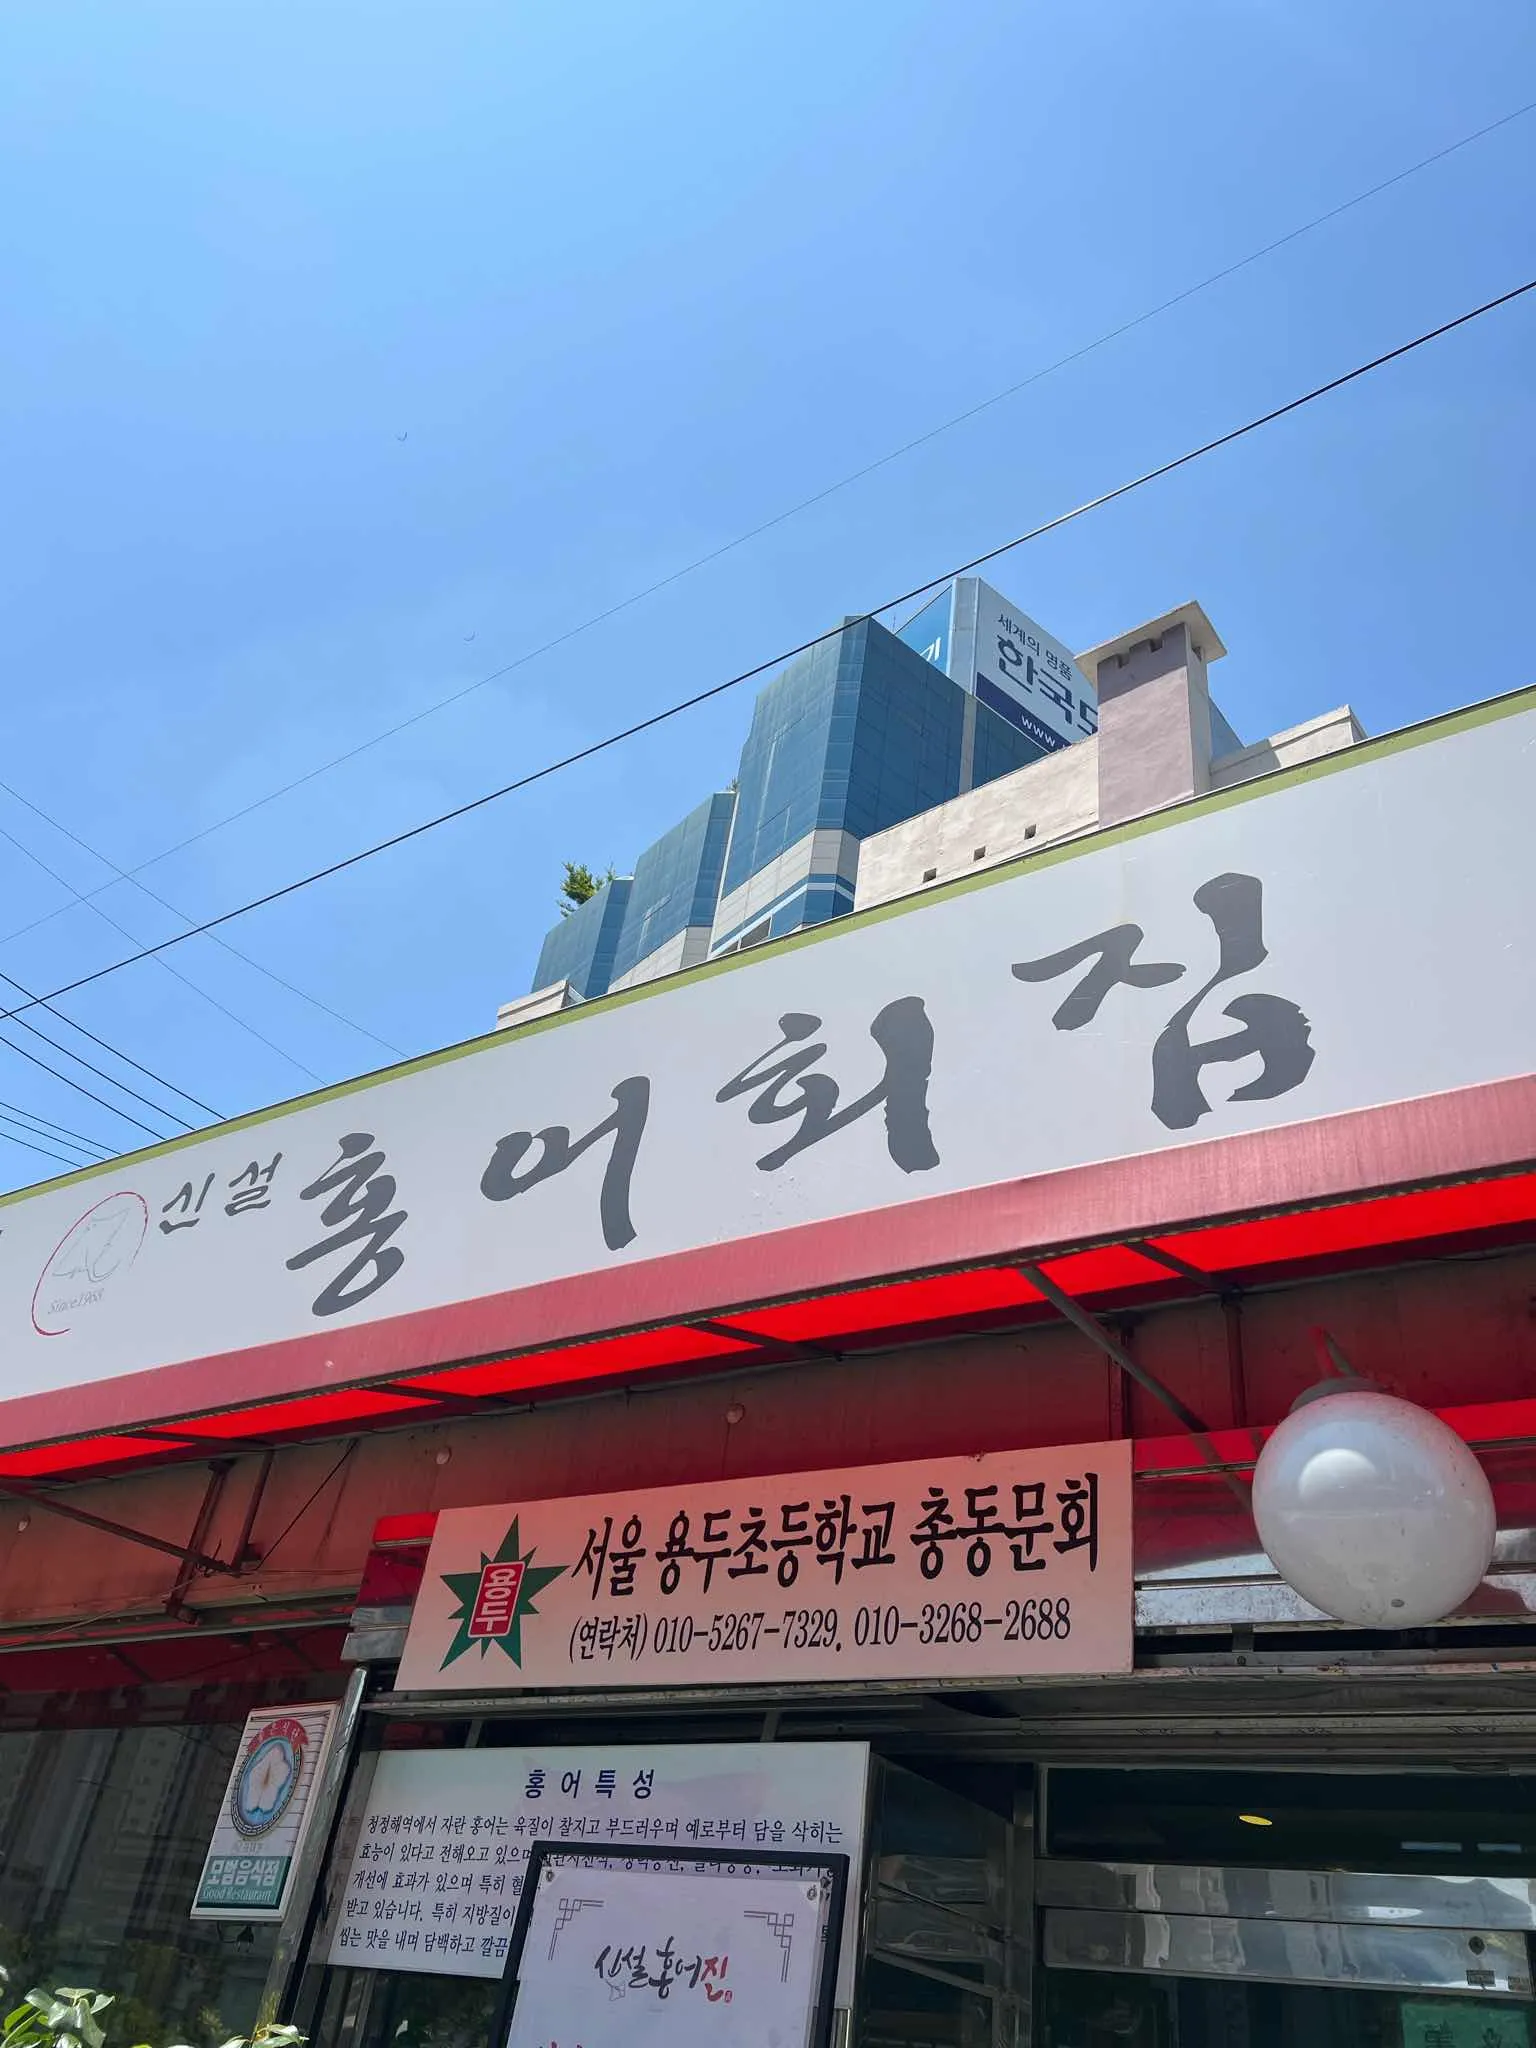 세계의 명품
한국도
www.
신설 홍어회집
Since1968
서울 용두초등학교 총동문회
용두
(연락처) 010-5267-7329, 010-3268-2688
모범음식점
Good Restaurant
홍어특성
청정해역에서 자란 홍어는 육질이 찰지고 부드러우며 예로부터 담을 삭히는
효능이 있다고 전해오고 있으며
개선에 효과가 있으며 특히 혈
받고 있습니다. 특히 지방질이
씹는 맛을 내며 담백하고 깔끔
신설홍어찜